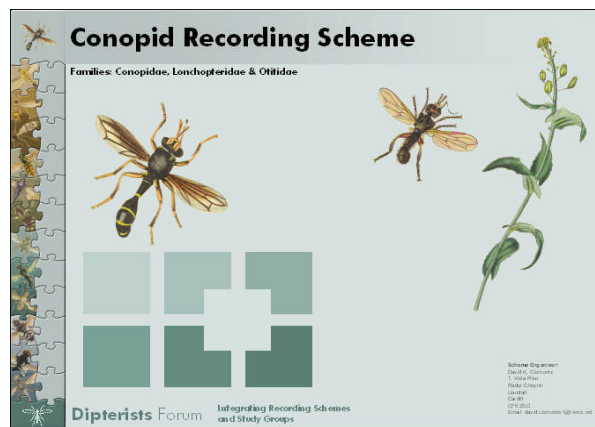 Conopid Recording Scheme
Families: Conopidae, Lonchopteridae & Otitidae
Scheme Organiser
David K. Clements
Cardiff
Dipterists Forum
Integrating Recording Schemes
and Study Groups